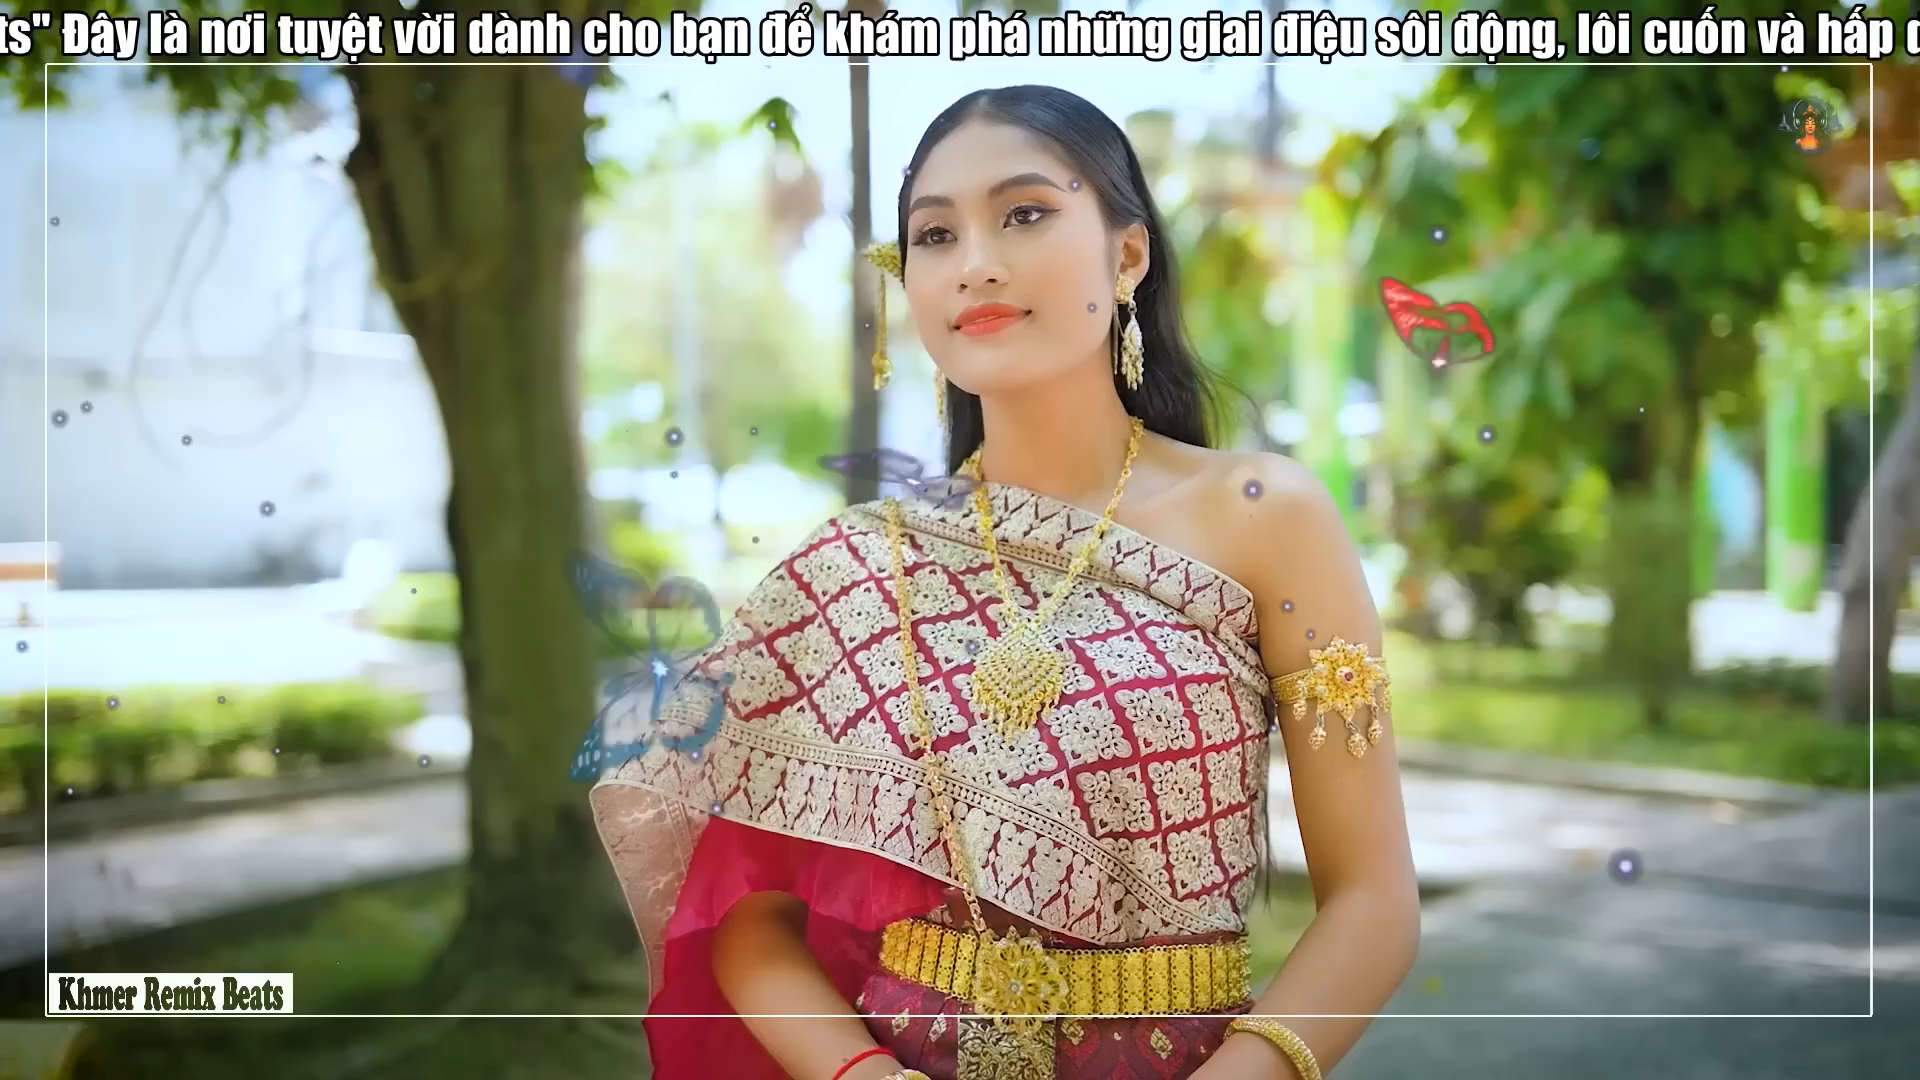 ts" Đây là nơi tuyệt vời dành cho bạn để khám phá những giai điệu sôi động, lôi cuốn và hấp
Khmer Remix Beats